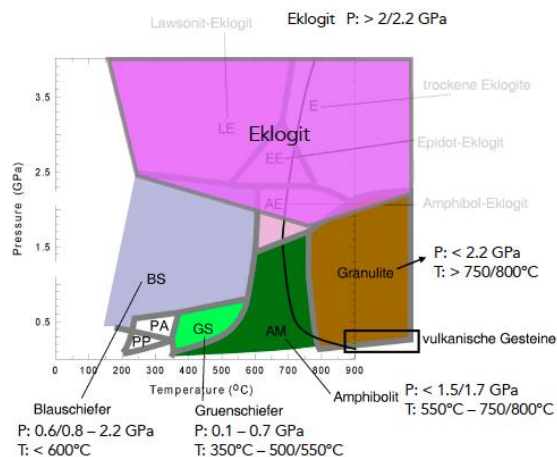 Lawsonit-Eklogit
Eklogit P: > 2/2.2 GPa
3.5
E
trockene Eklogite
LE
Eklogit
EE
Epidot-Eklogit
2.5
Pressure (GPa)
AE
Amphibol-Eklogit
1.5
BS
Granulite
P: < 2.2 GPa
T: > 750/800°C
PA
GS
AM
0.5
PP
vulkanische Gesteine
100 200 300 400 500 600 700 800 900
Temperature (°C)
Amphibolit
P: < 1.5/1.7 GPa
T: 550°C – 750/800°C
Blauschiefer
P: 0.6/0.8 – 2.2 GPa
T: < 600°C
Gruenschiefer
P: 0.1 – 0.7 GPa
T: 350°C – 500/550°C